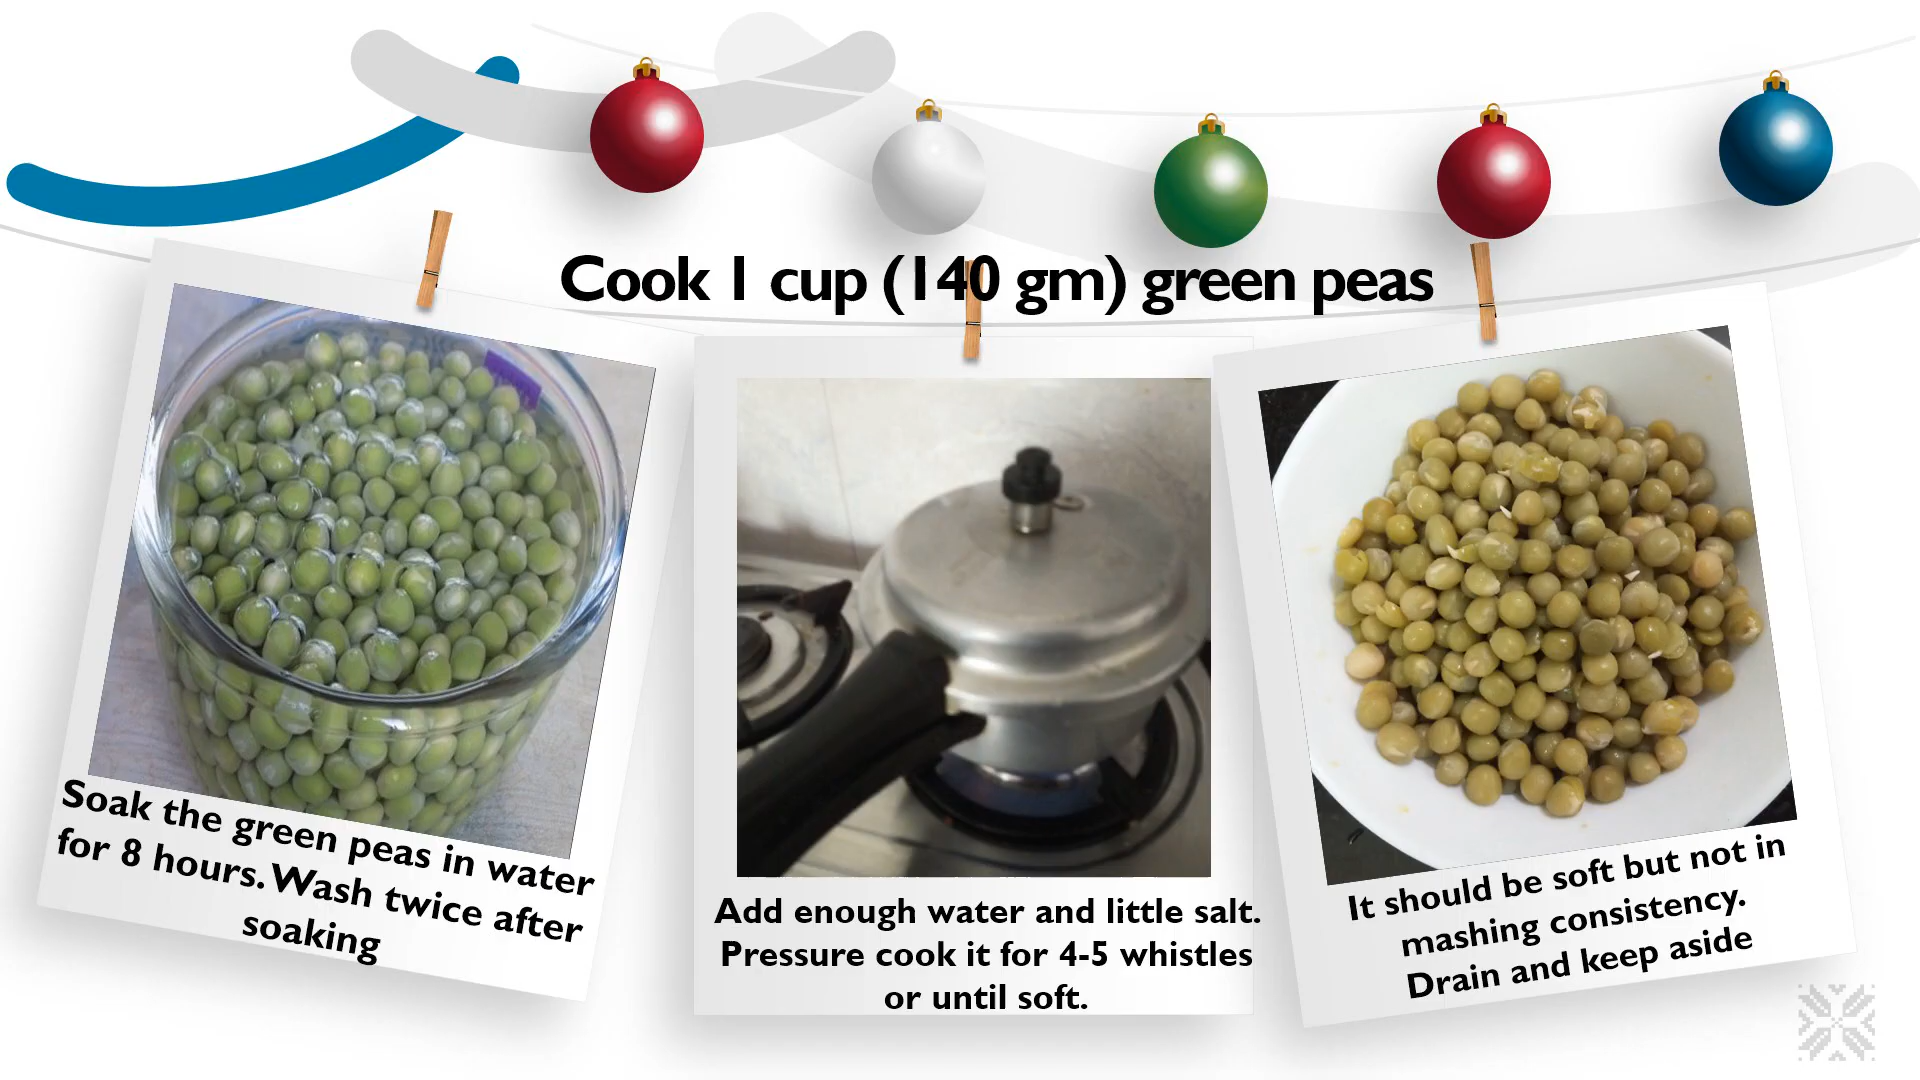 Cook 1 cup (140 gm) green peas
Soak the green peas in water
for 8 hours. Wash twice after
soaking
Add enough water and little salt.
Pressure cook it for 4-5 whistles
or until soft.
It should be soft but not in
mashing consistency.
Drain and keep aside